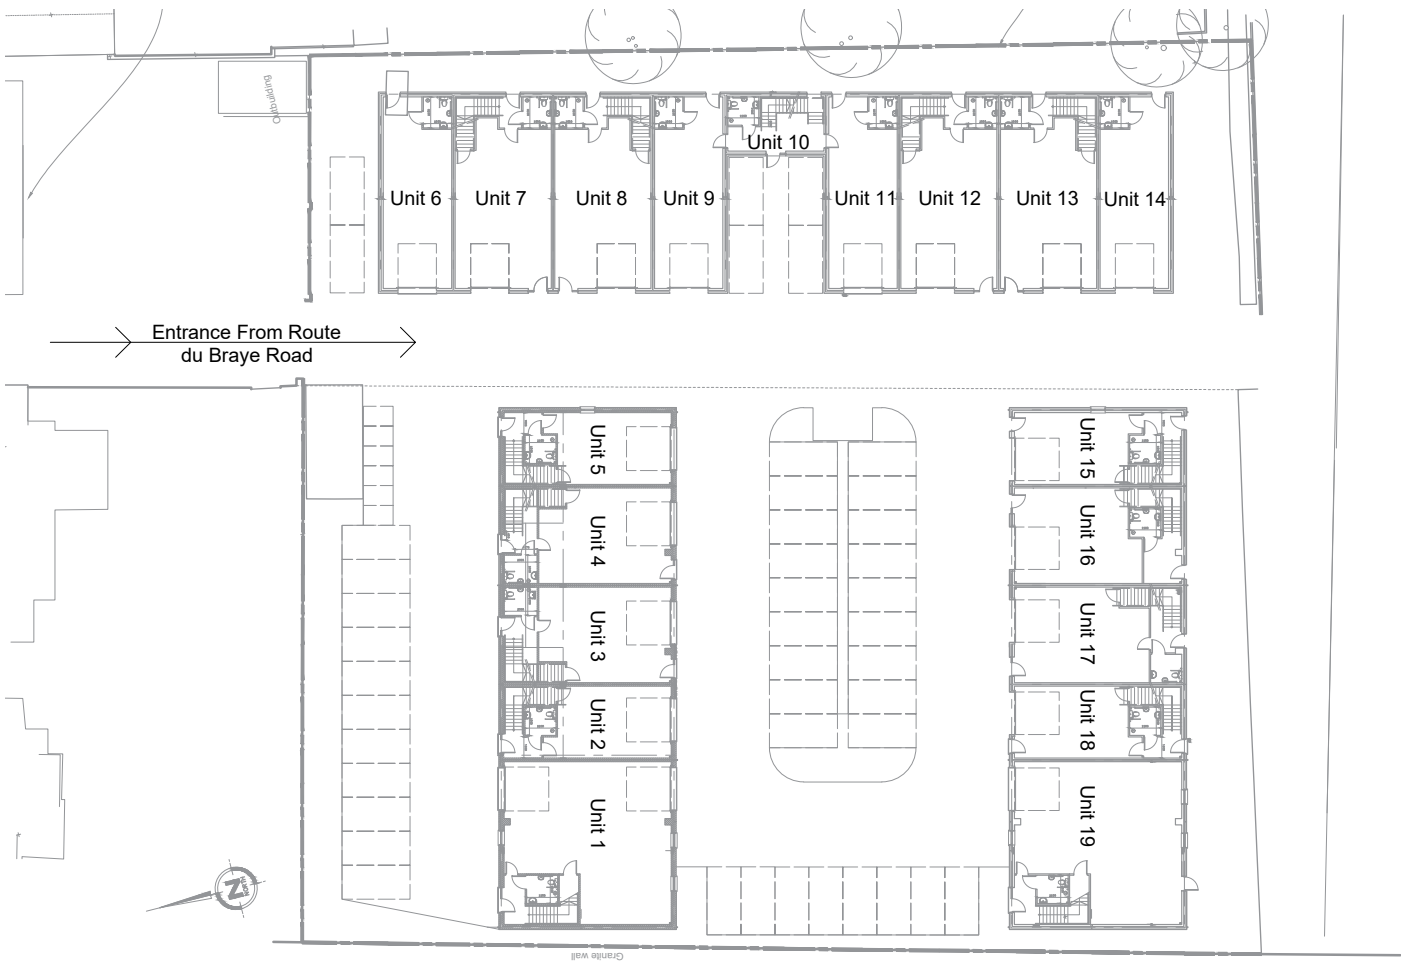 Outbuilding
Unit 10
Unit 6
Unit 7
Unit 8
Unit 9
Unit 11
Unit 12
Unit 13
Unit 14
Entrance From Route
du Braye Road
Unit 5
Unit 4
Unit 3
Unit 2
Unit 1
Unit 15
Unit 16
Unit 17
Unit 18
Unit 19
N
NORTH
Granite wall